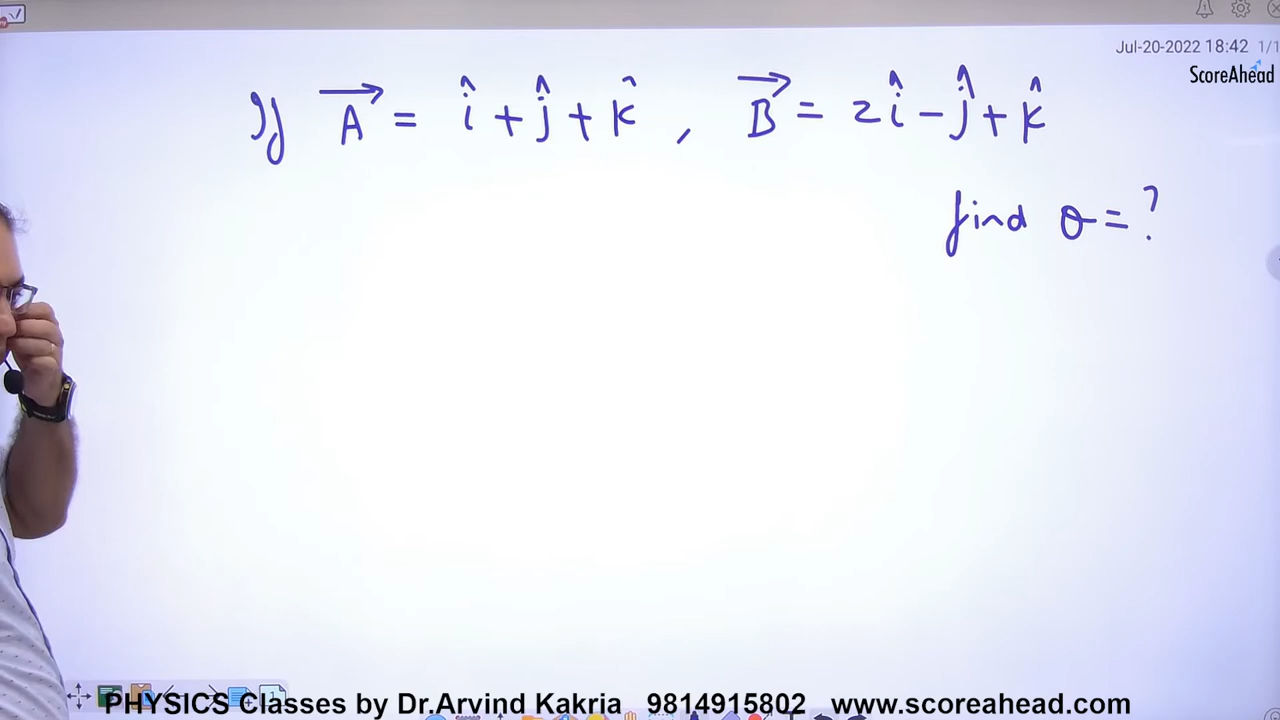 Jul-20-2022 18:42 1/1
ScoreAhead
If A⃗ = î + ĵ + k̂ , B⃗ = 2î - ĵ + k̂
find θ = ?
PHYSICS Classes by Dr.Arvind Kakria 9814915802 www.scoreahead.com